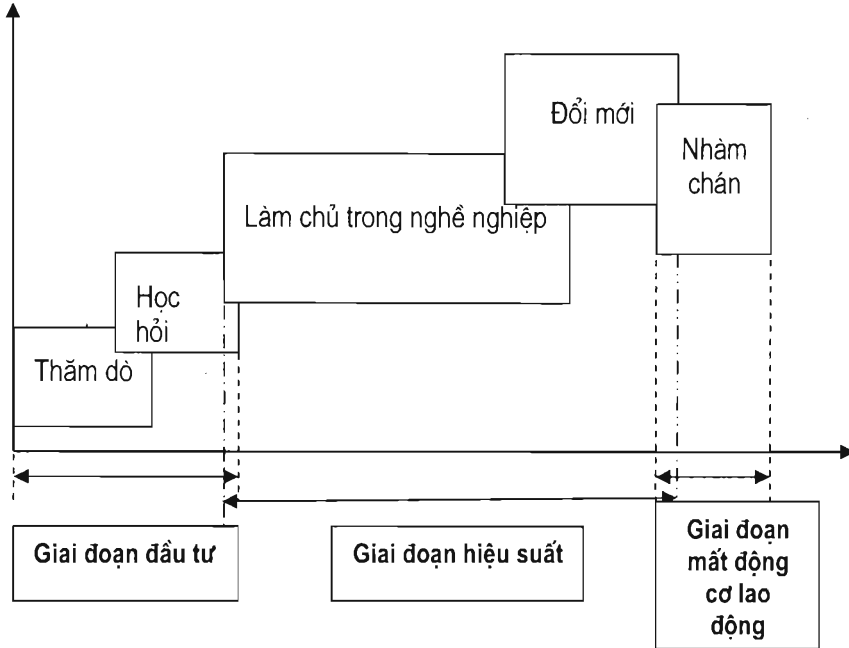 Đổi mới
Nhàm
chán
Làm chủ trong nghề nghiệp
Học
hỏi
Thăm dò
Giai đoạn đầu tư
Giai đoạn hiệu suất
Giai đoạn
mất động
cơ lao
động